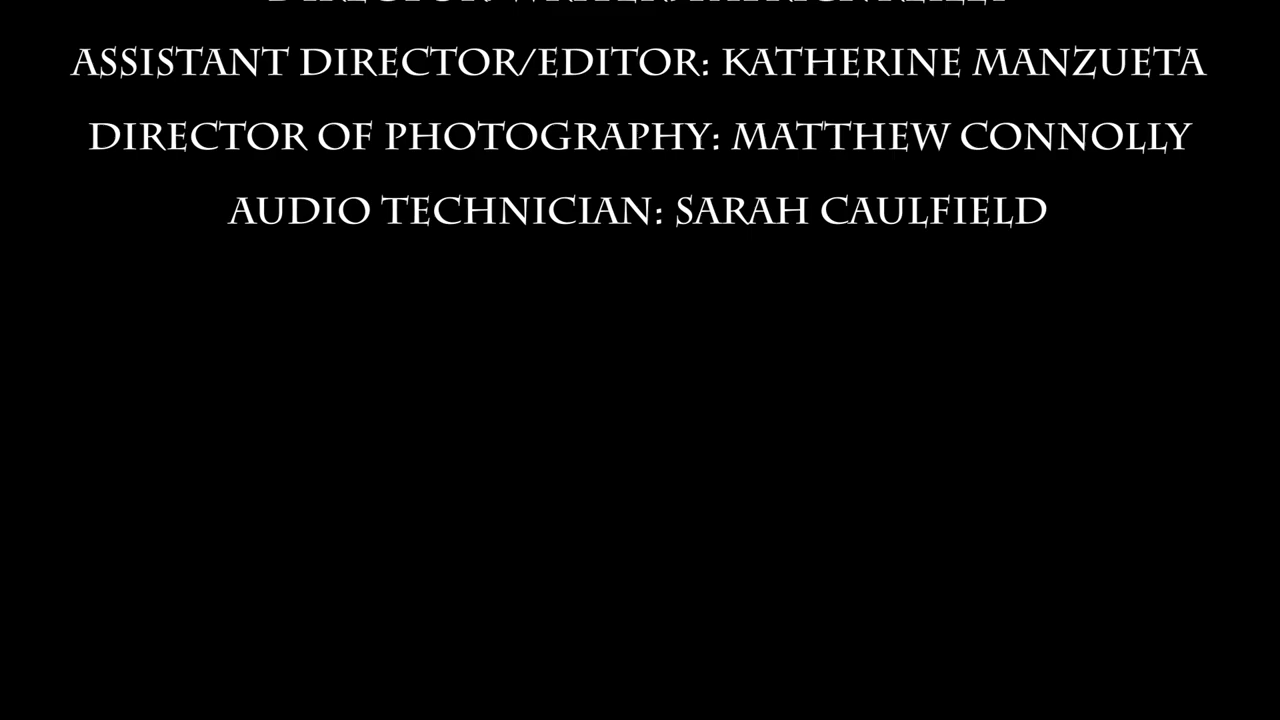 ASSISTANT DIRECTOR/EDITOR: KATHERINE MANZUETA
DIRECTOR OF PHOTOGRAPHY: MATTHEW CONNOLLY
AUDIO TECHNICIAN: SARAH CAULFIELD